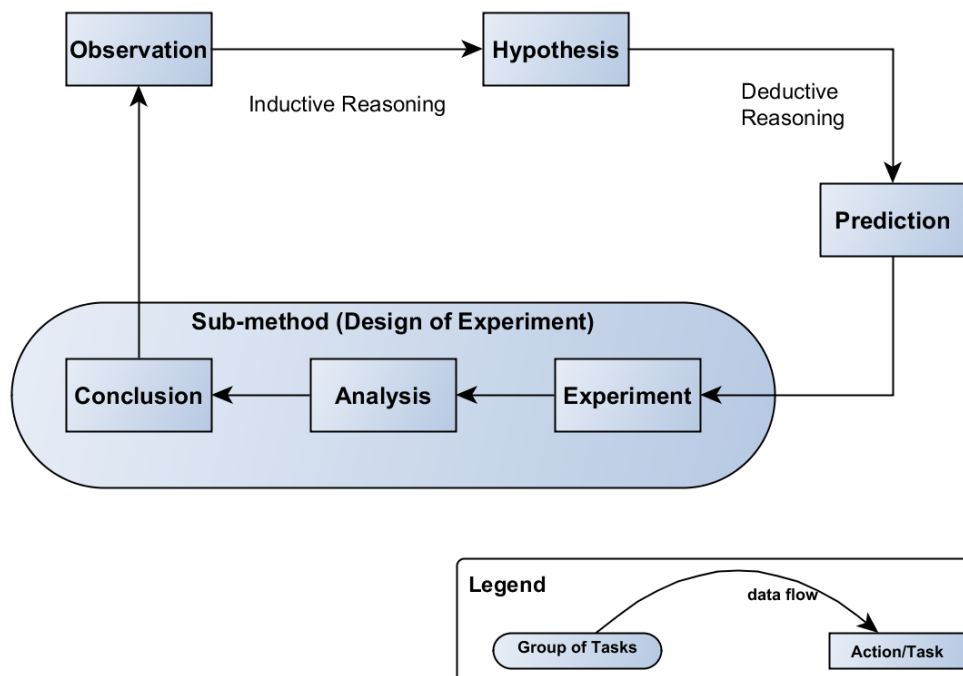 Observation
Hypothesis
Inductive Reasoning
Deductive
Reasoning
Prediction
Sub-method (Design of Experiment)
Conclusion
Analysis
Experiment
Legend
data flow
Group of Tasks
Action/Task